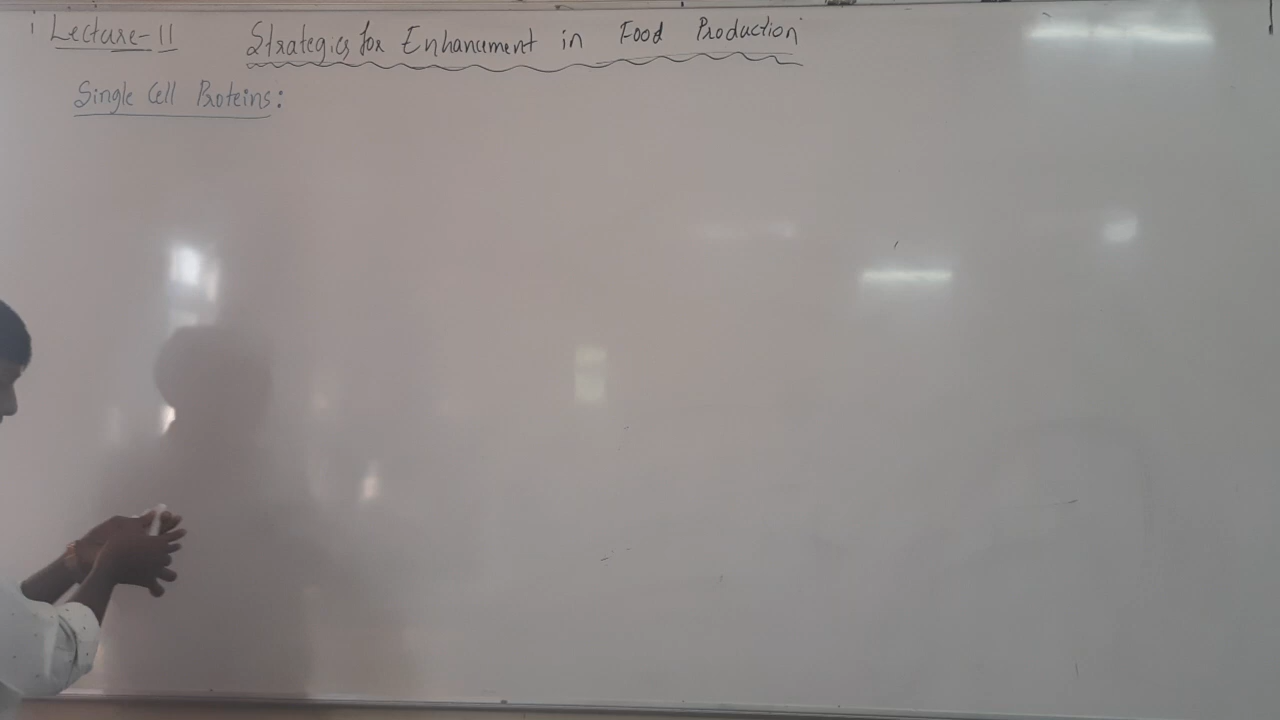 Lecture-11 Strategies for Enhancement in Food Production
Single Cell Proteins: